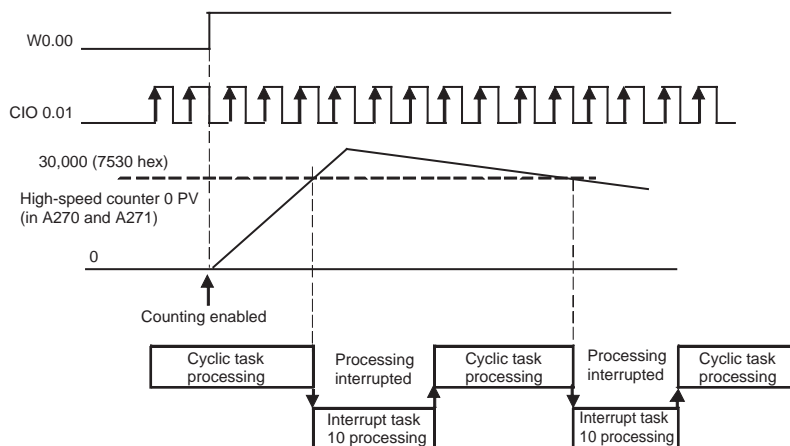 W0.00
CIO 0.01
30,000 (7530 hex)
High-speed counter 0 PV
(in A270 and A271)
0
Counting enabled
Cyclic task
processing
Processing
interrupted
Cyclic task
processing
Processing
interrupted
Cyclic task
processing
Interrupt task
10 processing
Interrupt task
10 processing